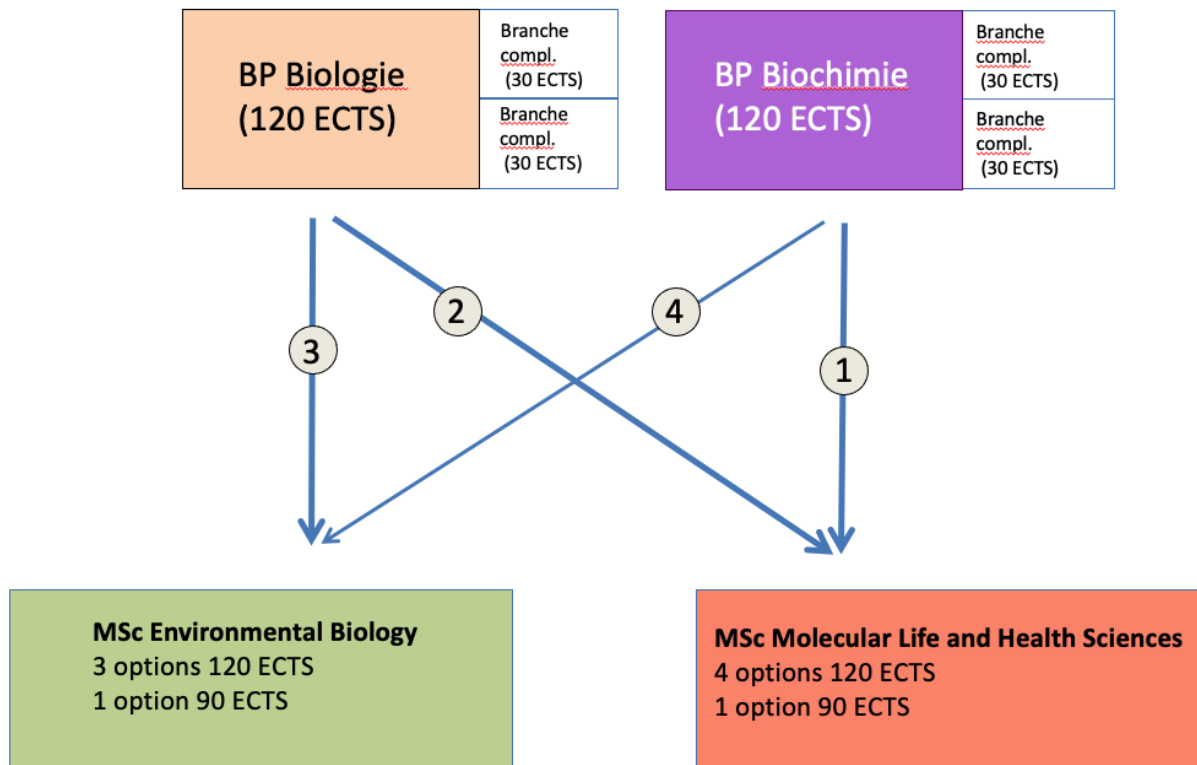 BP Biologie
(120 ECTS)
Branche
compl.
(30 ECTS)
Branche
compl.
(30 ECTS)
BP Biochimie
(120 ECTS)
Branche
compl.
(30 ECTS)
Branche
compl.
(30 ECTS)
2
4
3
1
MSc Environmental Biology
3 options 120 ECTS
1 option 90 ECTS
MSc Molecular Life and Health Sciences
4 options 120 ECTS
1 option 90 ECTS